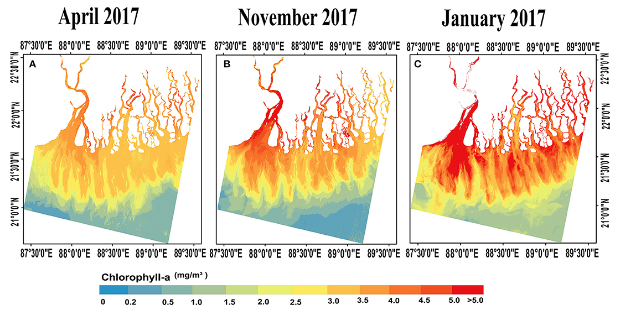 April 2017 November 2017 January 2017
87°30'0"E 88°0'0"E 88°30'0"E 89°0'0"E 89°30'0"E 87°30'0"E 88°0'0"E 88°30'0"E 89°0'0"E 89°30'0"E 87°30'0"E 88°0'0"E 88°30'0"E 89°0'0"E 89°30'0"E
A B C
22°30'0"N 22°30'0"N
22°0'0"N 22°0'0"N
21°30'0"N 21°30'0"N
21°0'0"N 21°0'0"N
87°30'0"E 88°0'0"E 88°30'0"E 89°0'0"E 89°30'0"E 87°30'0"E 88°0'0"E 88°30'0"E 89°0'0"E 89°30'0"E 87°30'0"E 88°0'0"E 88°30'0"E 89°0'0"E 89°30'0"E
Chlorophyll-a (mg/m³)
0 0.2 0.5 1.0 1.5 2.0 2.5 3.0 3.5 4.0 4.5 5.0 >5.0